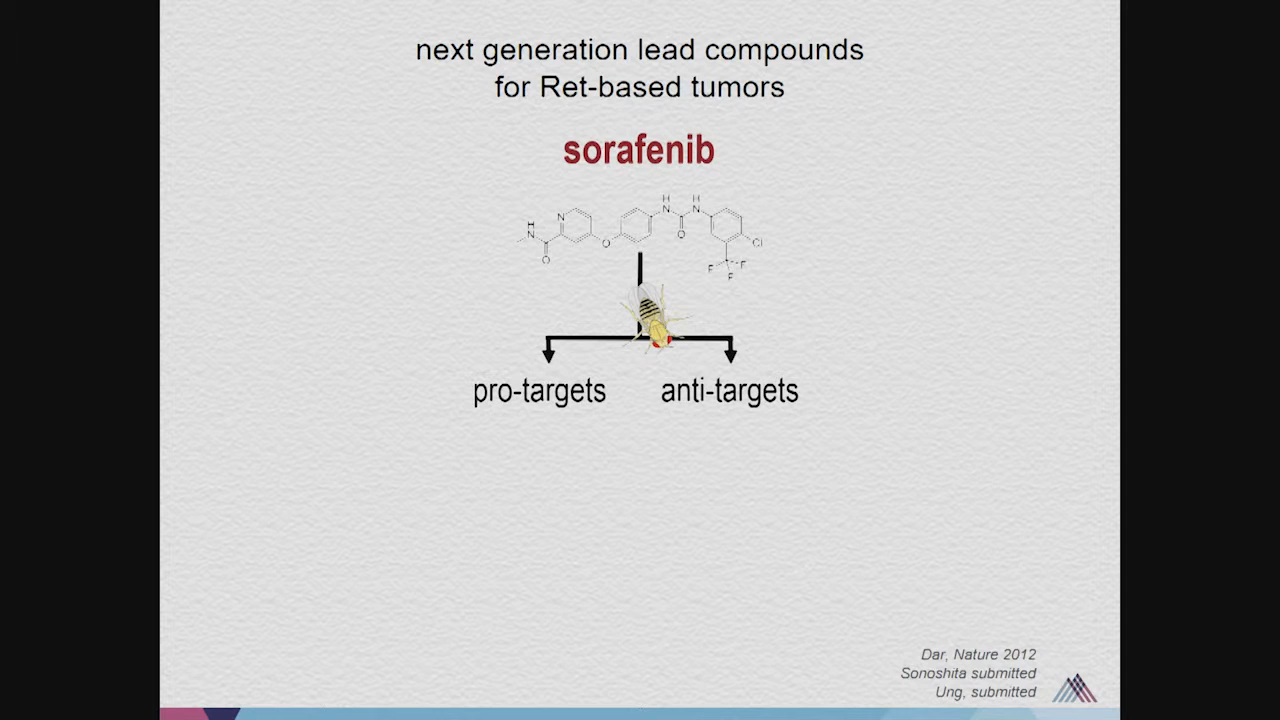 next generation lead compounds
for Ret-based tumors
sorafenib
H
N
O
N
O
H
N
O
H
N
Cl
F
F
F
pro-targets
anti-targets
Dar, Nature 2012
Sonoshita submitted
Ung, submitted